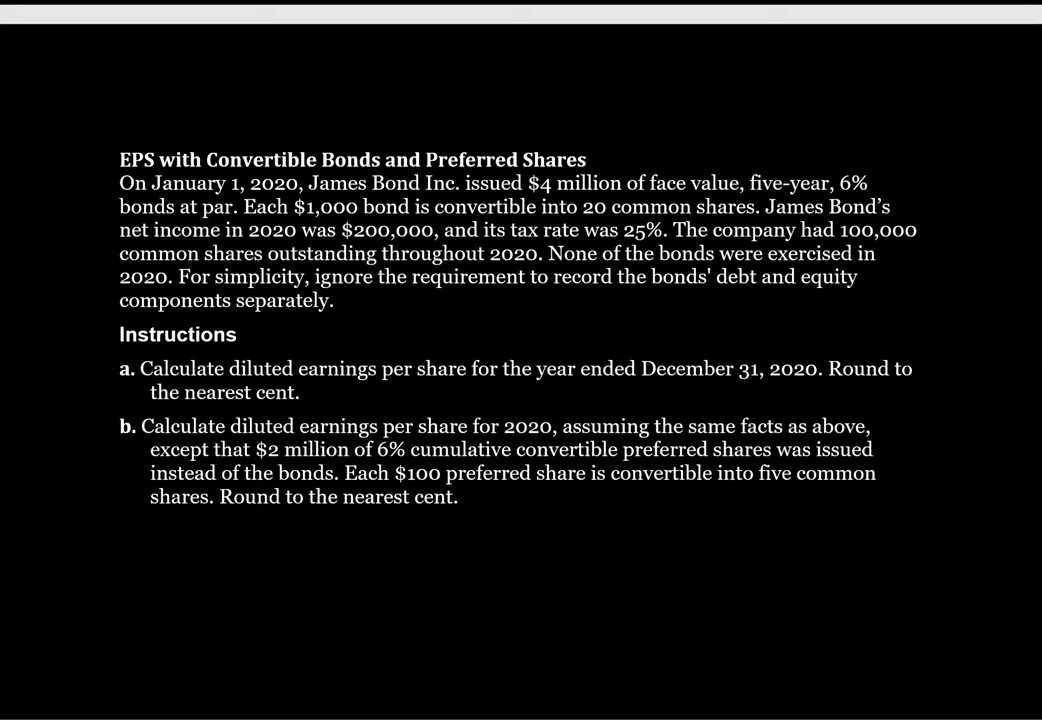 EPS with Convertible Bonds and Preferred Shares
On January 1, 2020, James Bond Inc. issued $4 million of face value, five-year, 6%
bonds at par. Each $1,000 bond is convertible into 20 common shares. James Bond’s
net income in 2020 was $200,000, and its tax rate was 25%. The company had 100,000
common shares outstanding throughout 2020. None of the bonds were exercised in
2020. For simplicity, ignore the requirement to record the bonds' debt and equity
components separately.
Instructions
a. Calculate diluted earnings per share for the year ended December 31, 2020. Round to
the nearest cent.
b. Calculate diluted earnings per share for 2020, assuming the same facts as above,
except that $2 million of 6% cumulative convertible preferred shares was issued
instead of the bonds. Each $100 preferred share is convertible into five common
shares. Round to the nearest cent.